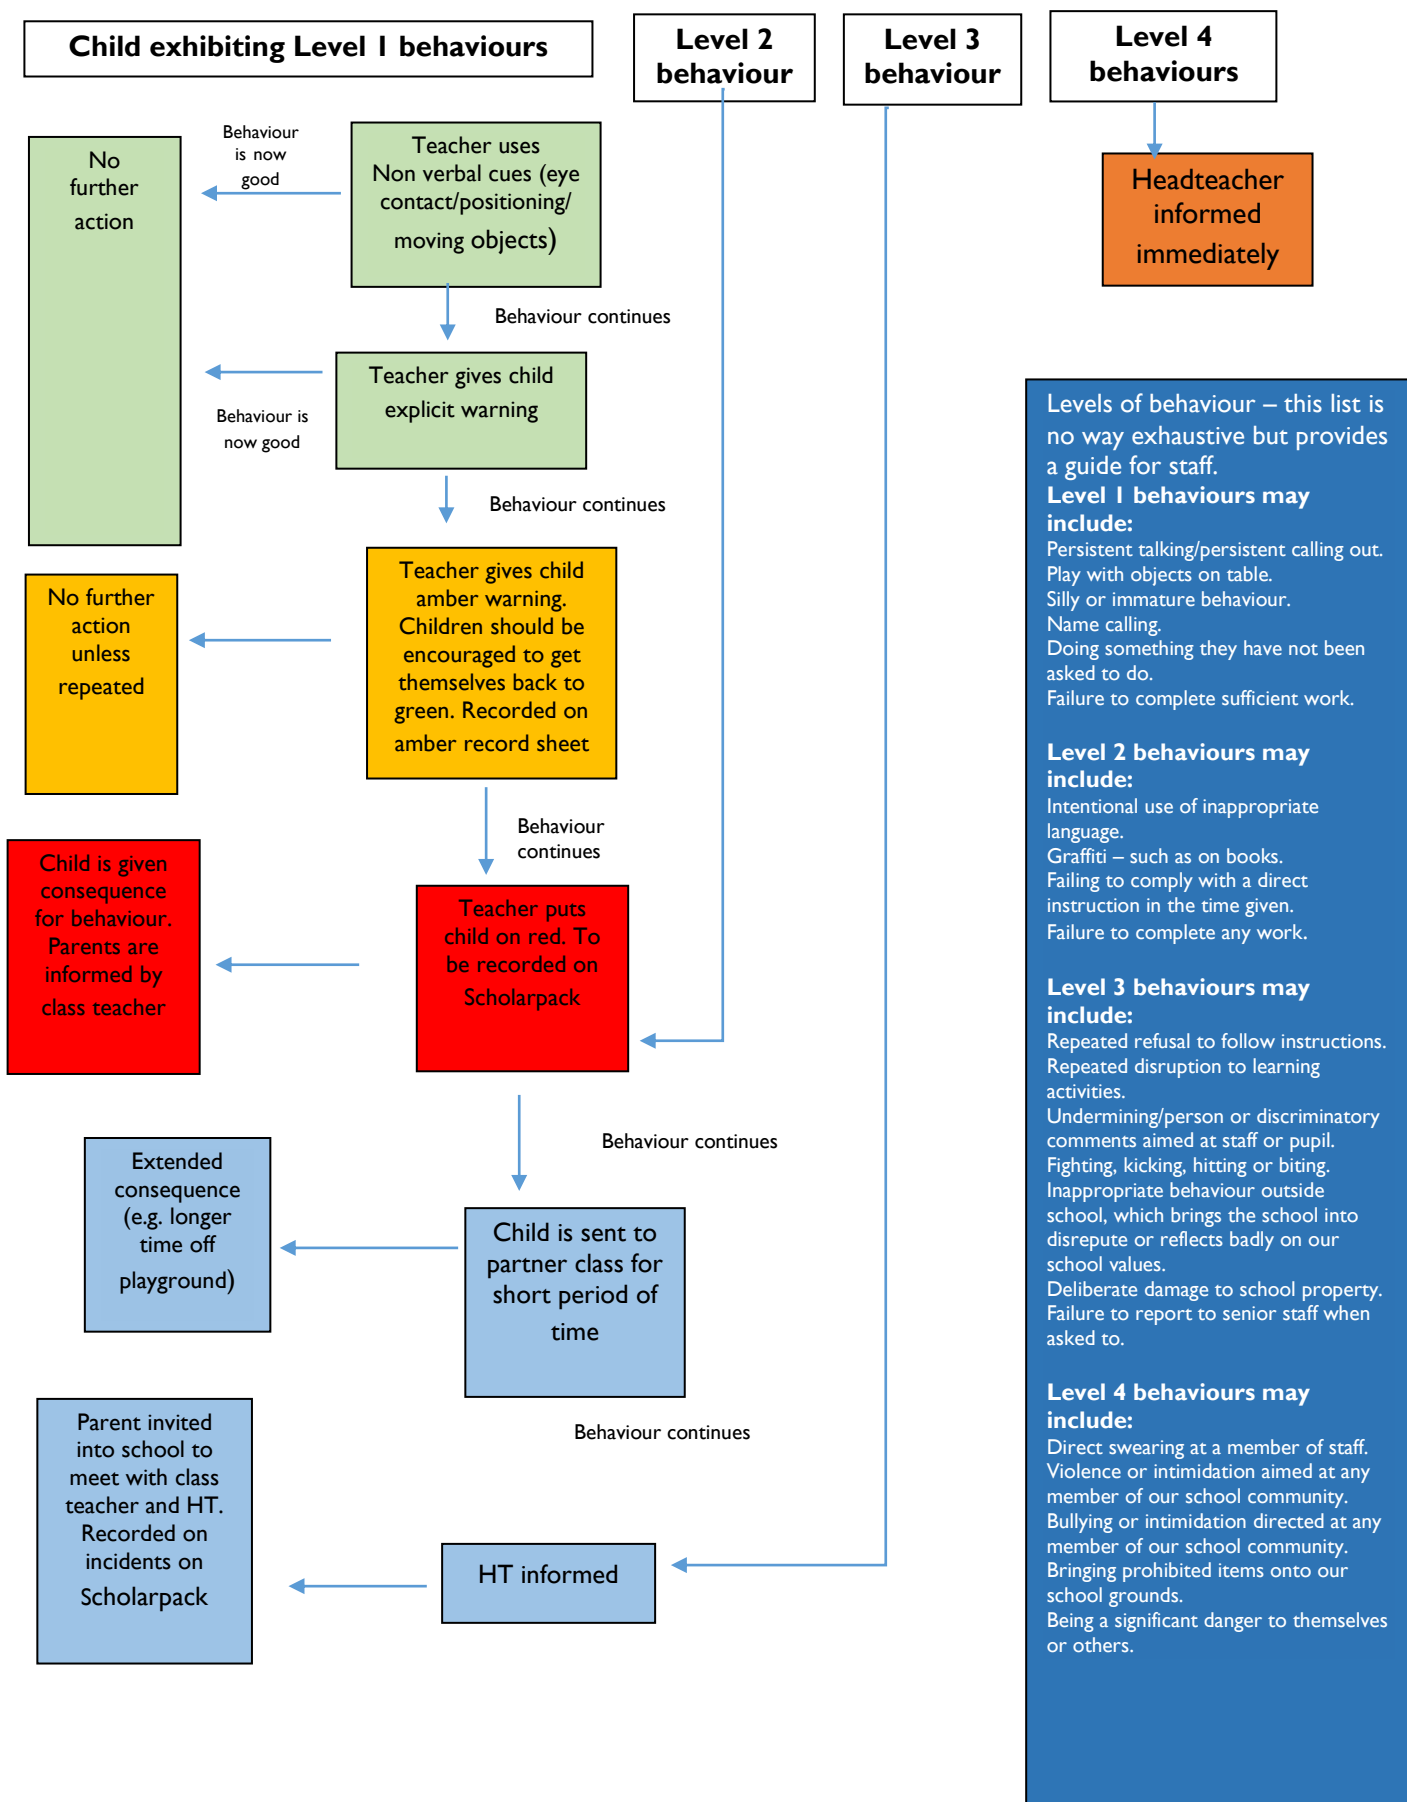 Child exhibiting Level 1 behaviours
Level 2
behaviour
Level 3
behaviour
Level 4
behaviours
No
further
action
Behaviour
is now
good
Teacher uses
Non verbal cues (eye
contact/positioning/
moving objects)
Headteacher
informed
immediately
Behaviour continues
Teacher gives child
explicit warning
Behaviour is
now good
Behaviour continues
No further
action
unless
repeated
Teacher gives child
amber warning.
Children should be
encouraged to get
themselves back to
green. Recorded on
amber record sheet
Behaviour
continues
Child is given
consequence
for behaviour.
Parents are
informed by
class teacher
Teacher puts
child on red. To
be recorded on
Scholarpack
Behaviour continues
Extended
consequence
(e.g. longer
time off
playground)
Child is sent to
partner class for
short period of
time
Behaviour continues
Parent invited
into school to
meet with class
teacher and HT.
Recorded on
incidents on
Scholarpack
HT informed
Levels of behaviour – this list is
no way exhaustive but provides
a guide for staff.
Level 1 behaviours may
include:
Persistent talking/persistent calling out.
Play with objects on table.
Silly or immature behaviour.
Name calling.
Doing something they have not been
asked to do.
Failure to complete sufficient work.
Level 2 behaviours may
include:
Intentional use of inappropriate
language.
Graffiti – such as on books.
Failing to comply with a direct
instruction in the time given.
Failure to complete any work.
Level 3 behaviours may
include:
Repeated refusal to follow instructions.
Repeated disruption to learning
activities.
Undermining/person or discriminatory
comments aimed at staff or pupil.
Fighting, kicking, hitting or biting.
Inappropriate behaviour outside
school, which brings the school into
disrepute or reflects badly on our
school values.
Deliberate damage to school property.
Failure to report to senior staff when
asked to.
Level 4 behaviours may
include:
Direct swearing at a member of staff.
Violence or intimidation aimed at any
member of our school community.
Bullying or intimidation directed at any
member of our school community.
Bringing prohibited items onto our
school grounds.
Being a significant danger to themselves
or others.